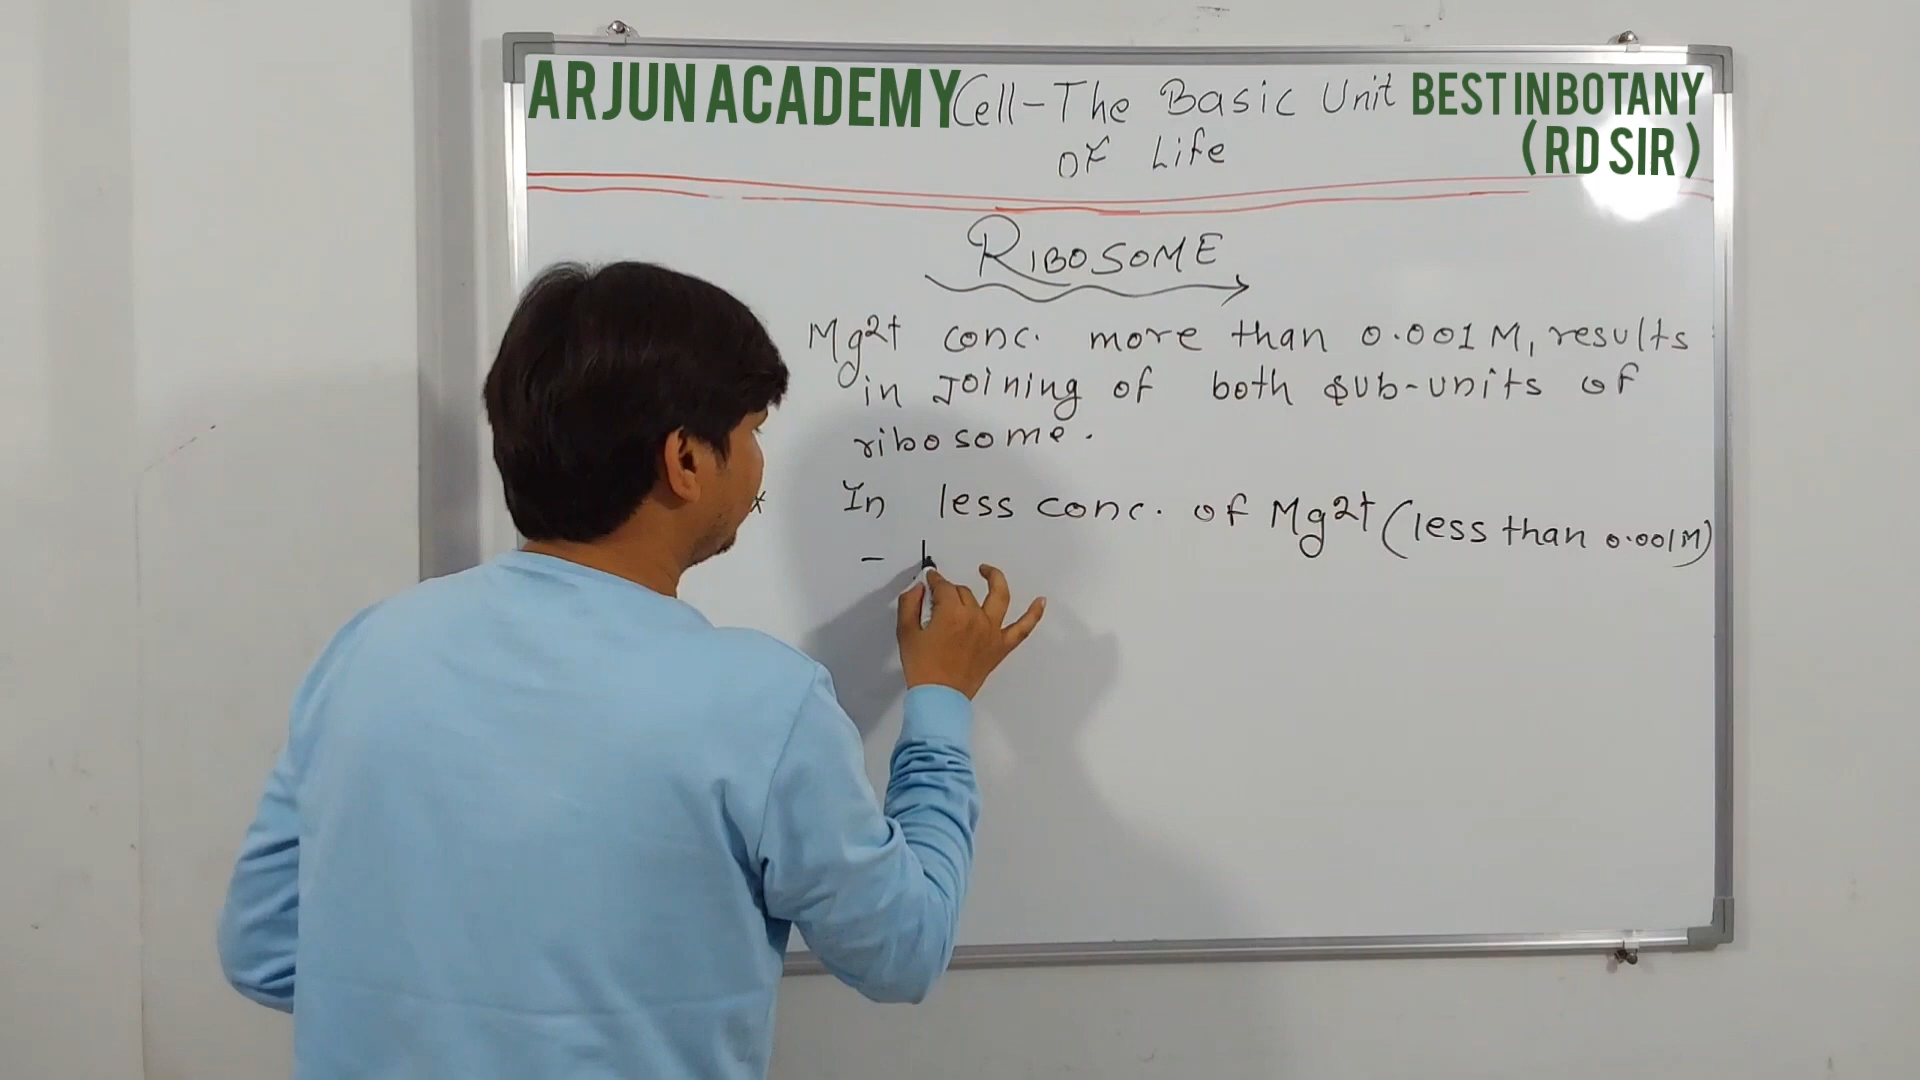 ARJUN ACADEMY
Cell-The Basic Unit
of Life
BEST IN BOTANY
(RD SIR)
RIBOSOME
Mg2+ conc. more than 0.001M, results
in Joining of both sub-units of
ribosome.
* In less conc. of Mg2+ (less than 0.001M)
-